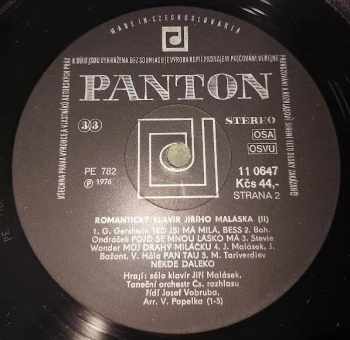 MADE IN CZECHOSLOVAKIA
PANTON
33
STEREO
OSA
OSVU
PE 782
℗ 1976
11 0647
Kčs 44,-
STRANA 2
ROMANTICKÝ KLAVÍR JIŘÍHO MALÁSKA (II)
1. G. Gershwin TEĎ JSI MÁ MILÁ, BESS 2. Boh.
Ondráček POJĎ SE MNOU LÁSKO MÁ 3. Stevie
Wonder MŮJ DRAHÝ MILÁČKU 4. J. Malásek, J.
Bažant, V. Hála PAN TAU 5. M. Tariverdiev
NĚKDE DALEKO
Hrají: sólo klavír Jiří Malásek,
Taneční orchestr Čs. rozhlasu
řídí Josef Vobruba.
Arr. V. Popelka (1-5)